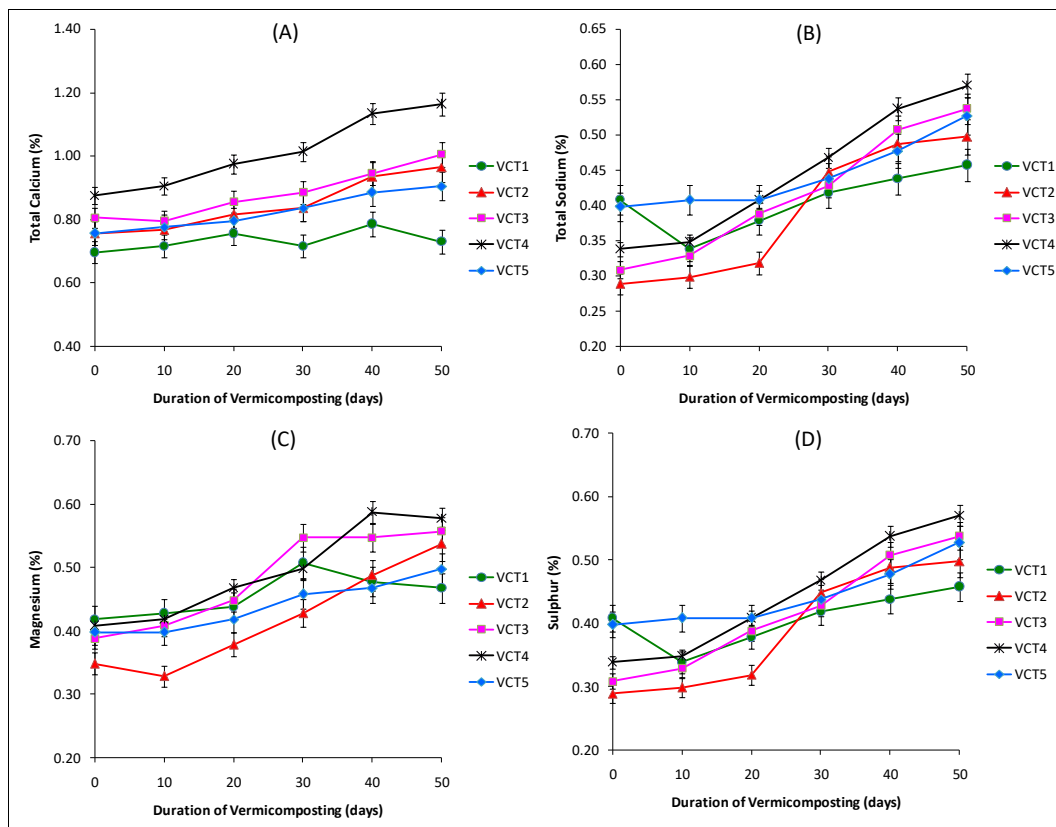 (A)
Total Calcium (%)
1.40
1.20
1.00
0.80
0.60
0.40
0 10 20 30 40 50
Duration of Vermicomposting (days)
VCT1
VCT2
VCT3
VCT4
VCT5
(B)
Total Sodium (%)
0.65
0.60
0.55
0.50
0.45
0.40
0.35
0.30
0.25
0.20
0 10 20 30 40 50
Duration of Vermicomposting (days)
VCT1
VCT2
VCT3
VCT4
VCT5
(C)
Magnesium (%)
0.70
0.60
0.50
0.40
0.30
0.20
0 10 20 30 40 50
Duration of Vermicomposting (days)
VCT1
VCT2
VCT3
VCT4
VCT5
(D)
Sulphur (%)
0.70
0.60
0.50
0.40
0.30
0.20
0 10 20 30 40 50
Duration of Vermicomposting (days)
VCT1
VCT2
VCT3
VCT4
VCT5